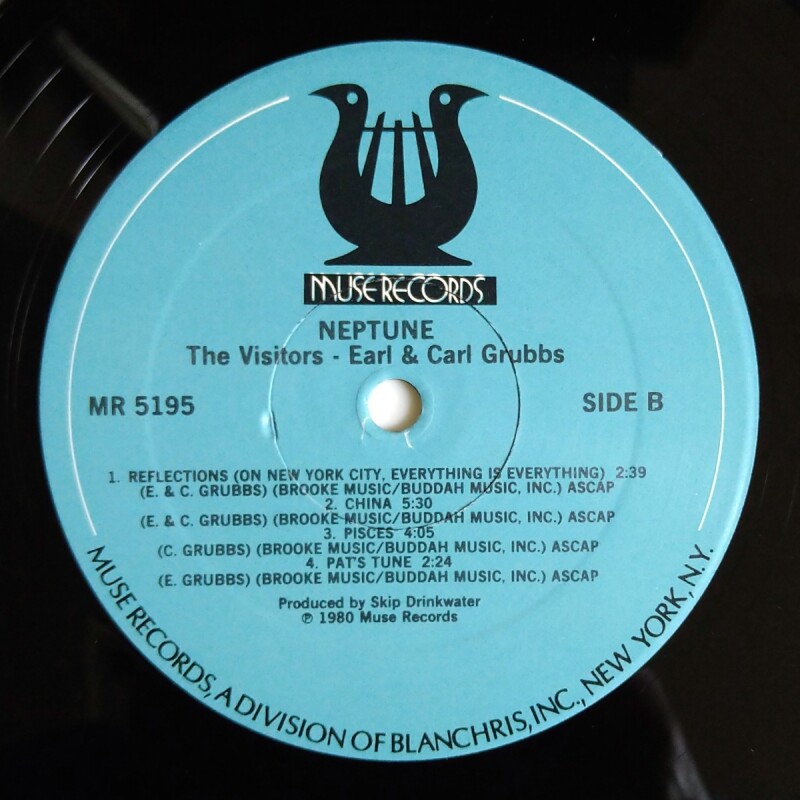 MUSE RECORDS
NEPTUNE
The Visitors - Earl & Carl Grubbs
MR 5195
SIDE B
1. REFLECTIONS (ON NEW YORK CITY, EVERYTHING IS EVERYTHING) 2:39
(E. & C. GRUBBS) (BROOKE MUSIC/BUDDAH MUSIC, INC.) ASCAP
2. CHINA 5:30
(E. & C. GRUBBS) (BROOKE MUSIC/BUDDAH MUSIC, INC.) ASCAP
3. PISCES 4:05
(C. GRUBBS) (BROOKE MUSIC/BUDDAH MUSIC, INC.) ASCAP
4. PAT'S TUNE 2:24
(E. GRUBBS) (BROOKE MUSIC/BUDDAH MUSIC, INC.) ASCAP
Produced by Skip Drinkwater
℗ 1980 Muse Records
MUSE RECORDS, A DIVISION OF BLANCHRIS, INC., NEW YORK, N.Y.